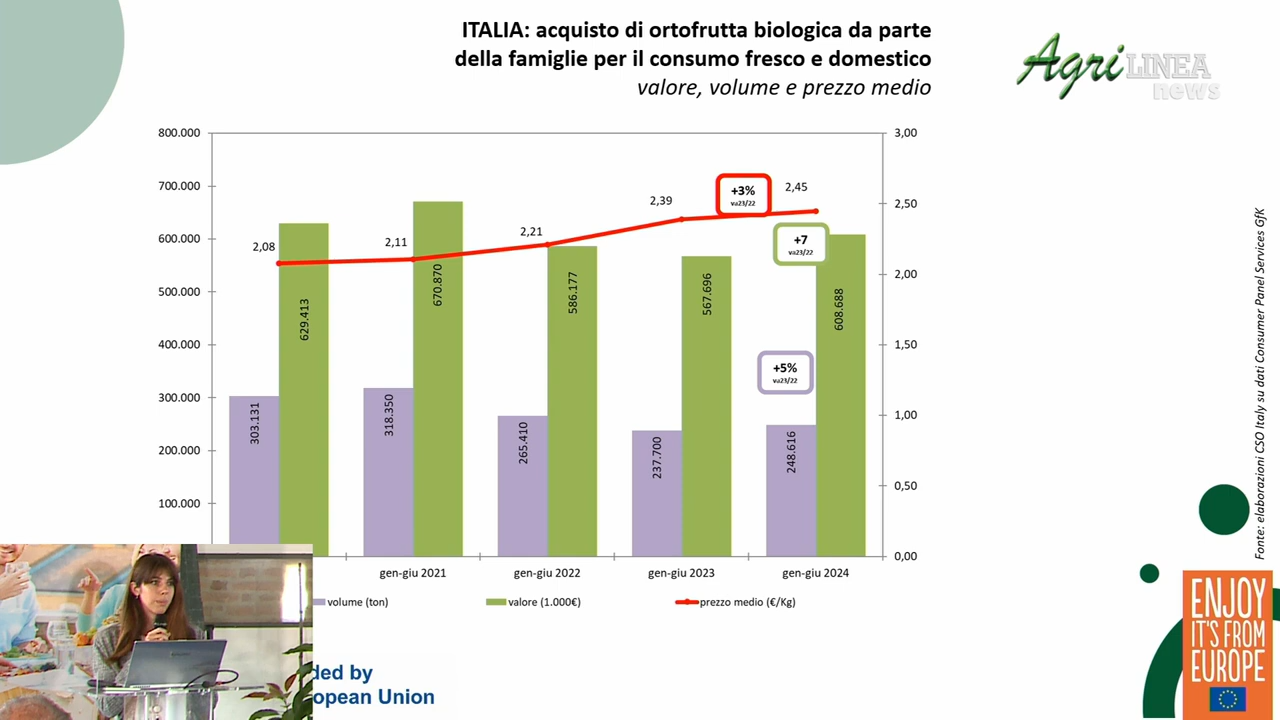 ITALIA: acquisto di ortofrutta biologica da parte
della famiglie per il consumo fresco e domestico
valore, volume e prezzo medio
Agri LINEA
news
800.000
700.000
600.000
500.000
400.000
300.000
200.000
100.000
3,00
2,50
2,00
1,50
1,00
0,50
0,00
2,08
2,11
2,21
2,39
2,45
+3%
va23/22
+7
va23/22
+5%
va23/22
303.131
629.413
318.350
670.870
265.410
586.177
237.700
567.696
248.616
608.688
gen-giu 2021
gen-giu 2022
gen-giu 2023
gen-giu 2024
volume (ton)
valore (1.000€)
prezzo medio (€/Kg)
Fonte: elaborazioni CSO Italy su dati Consumer Panel Services GfK
ded by
opean Union
ENJOY
IT'S FROM
EUROPE